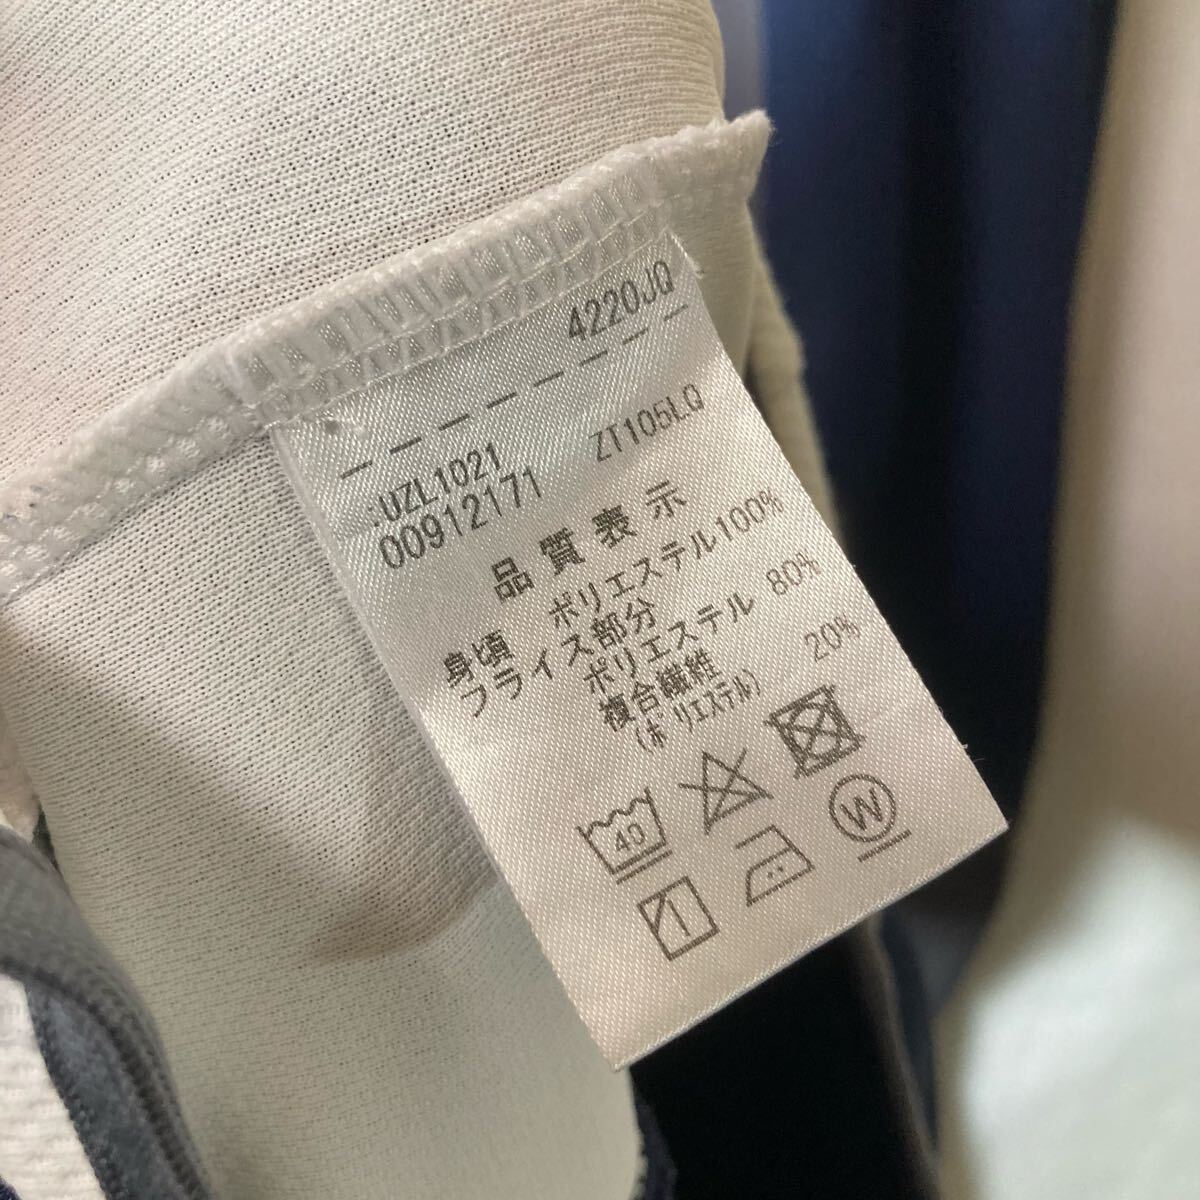 4220JQ
:UZL1021
00912171 ZT105LQ
品質表示
身頃 ポリエステル100%
フライス部分
ポリエステル 80%
複合繊維 20%
(ポリエステル)
40
W
1